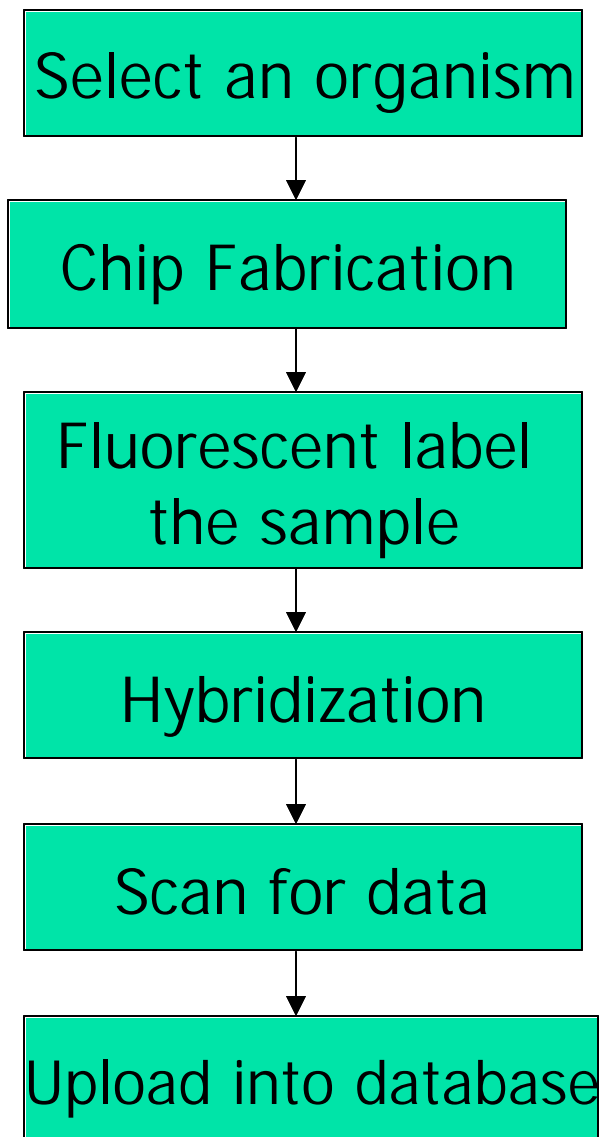 Select an organism
Chip Fabrication
Fluorescent label
the sample
Hybridization
Scan for data
Upload into database